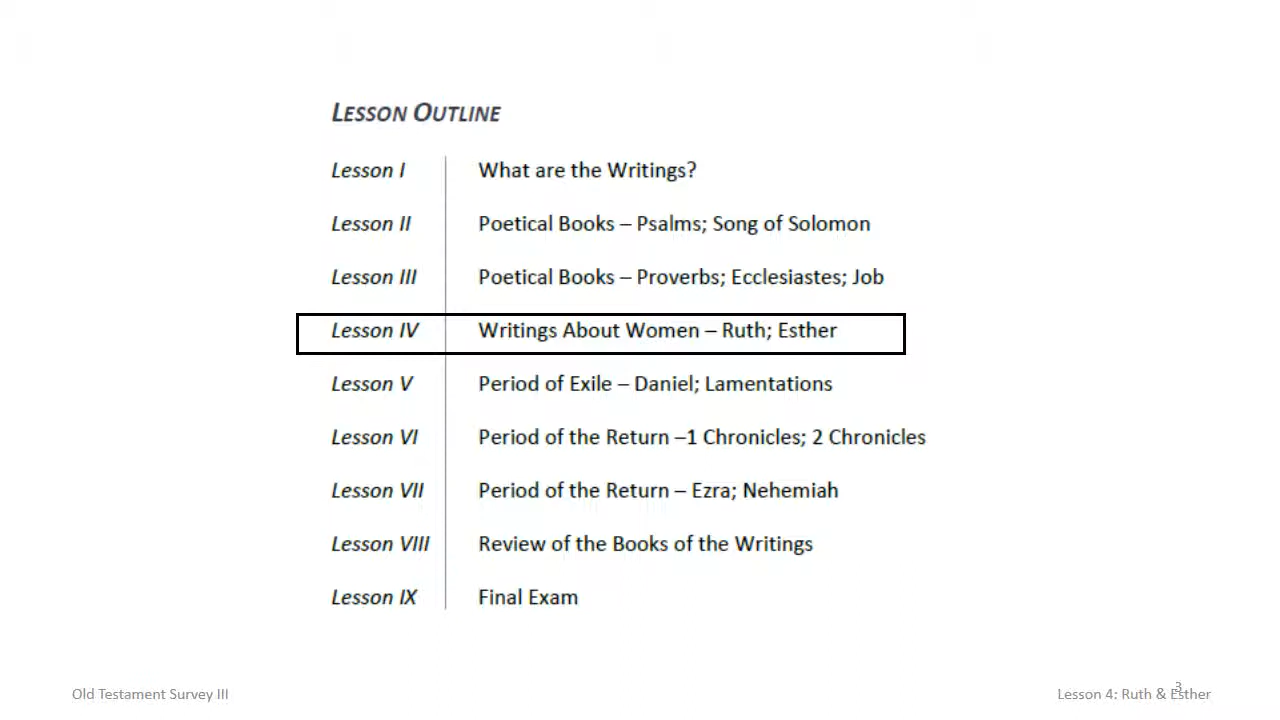 LESSON OUTLINE
Lesson I What are the Writings?
Lesson II Poetical Books – Psalms; Song of Solomon
Lesson III Poetical Books – Proverbs; Ecclesiastes; Job
Lesson IV Writings About Women – Ruth; Esther
Lesson V Period of Exile – Daniel; Lamentations
Lesson VI Period of the Return –1 Chronicles; 2 Chronicles
Lesson VII Period of the Return – Ezra; Nehemiah
Lesson VIII Review of the Books of the Writings
Lesson IX Final Exam
Old Testament Survey III
Lesson 4: Ruth & Esther
3